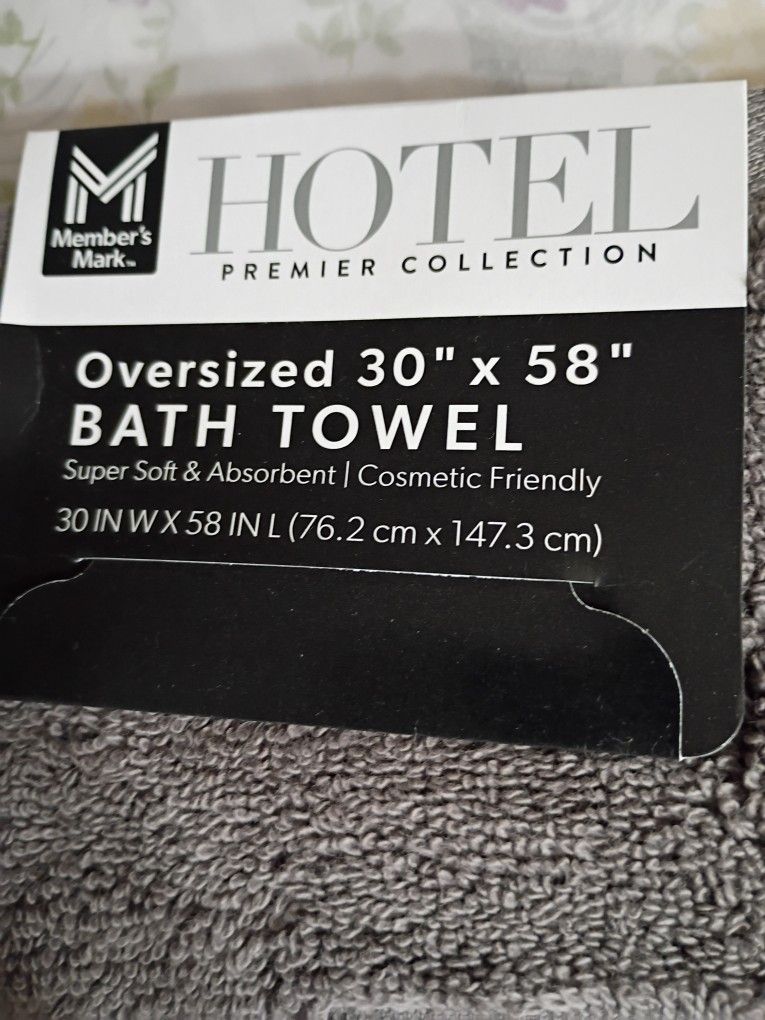 Member's
Mark™
HOTEL
PREMIER COLLECTION
Oversized 30" x 58"
BATH TOWEL
Super Soft & Absorbent | Cosmetic Friendly
30 IN W X 58 IN L (76.2 cm x 147.3 cm)